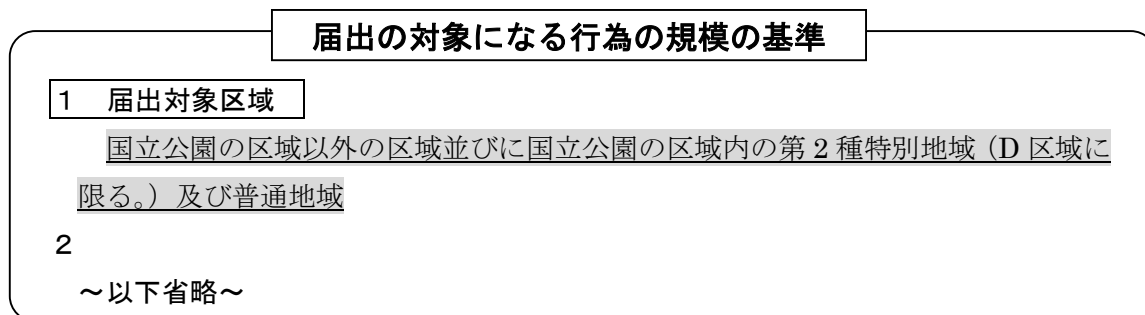 届出の対象になる行為の規模の基準
1 届出対象区域
国立公園の区域以外の区域並びに国立公園の区域内の第2種特別地域（D区域に
限る。）及び普通地域
2
～以下省略～